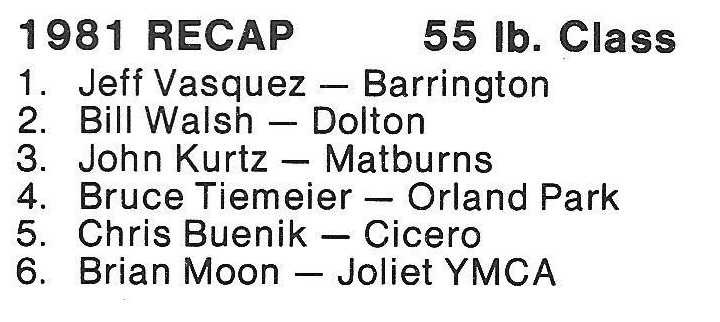 1981 RECAP 55 lb. Class
1. Jeff Vasquez — Barrington
2. Bill Walsh — Dolton
3. John Kurtz — Matburns
4. Bruce Tiemeier — Orland Park
5. Chris Buenik — Cicero
6. Brian Moon — Joliet YMCA